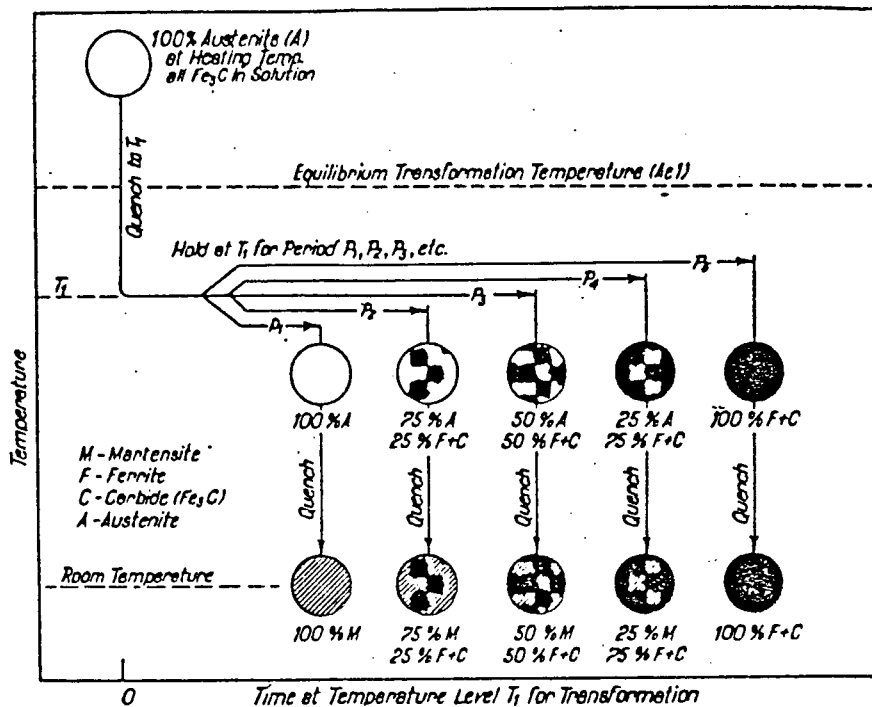 100% Austenite (A)
at Heating Temp.
all Fe₃C In Solution
Quench to T₁
Equilibrium Transformation Temperature (Ae1)
Hold at T₁ for Period P₁, P₂, P₃, etc.
P₅
T₁
P₄
P₃
P₂
P₁
100 % A
75 % A
25 % F+C
50 % A
50 % F+C
25 % A
75 % F+C
100 % F+C
Temperature
M - Martensite
F - Ferrite
C - Carbide (Fe₃C)
A - Austenite
Quench
Quench
Quench
Quench
Quench
Room Temperature
100 % M
75 % M
25 % F+C
50 % M
50 % F+C
25 % M
75 % F+C
100 % F+C
0
Time at Temperature Level T₁ for Transformation